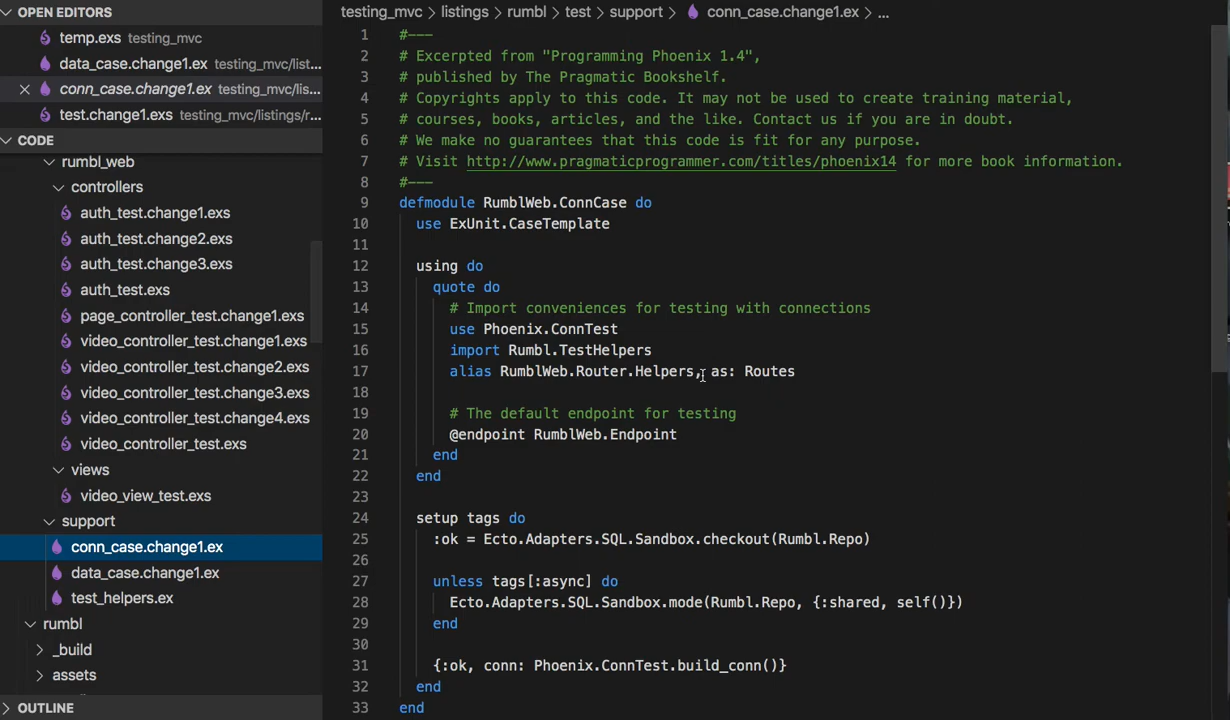 OPEN EDITORS
temp.exs testing_mvc
data_case.change1.ex testing_mvc/list...
conn_case.change1.ex testing_mvc/lis...
test.change1.exs testing_mvc/listings/r...
CODE
rumbl_web
controllers
auth_test.change1.exs
auth_test.change2.exs
auth_test.change3.exs
auth_test.exs
page_controller_test.change1.exs
video_controller_test.change1.exs
video_controller_test.change2.exs
video_controller_test.change3.exs
video_controller_test.change4.exs
video_controller_test.exs
views
video_view_test.exs
support
conn_case.change1.ex
data_case.change1.ex
test_helpers.ex
rumbl
_build
assets
OUTLINE
testing_mvc > listings > rumbl > test > support > conn_case.change1.ex > ...
1 #---
2 # Excerpted from "Programming Phoenix 1.4",
3 # published by The Pragmatic Bookshelf.
4 # Copyrights apply to this code. It may not be used to create training material,
5 # courses, books, articles, and the like. Contact us if you are in doubt.
6 # We make no guarantees that this code is fit for any purpose.
7 # Visit http://www.pragmaticprogrammer.com/titles/phoenix14 for more book information.
8 #---
9 defmodule RumblWeb.ConnCase do
10 use ExUnit.CaseTemplate
11
12 using do
13 quote do
14 # Import conveniences for testing with connections
15 use Phoenix.ConnTest
16 import Rumbl.TestHelpers
17 alias RumblWeb.Router.Helpers, as: Routes
18
19 # The default endpoint for testing
20 @endpoint RumblWeb.Endpoint
21 end
22 end
23
24 setup tags do
25 :ok = Ecto.Adapters.SQL.Sandbox.checkout(Rumbl.Repo)
26
27 unless tags[:async] do
28 Ecto.Adapters.SQL.Sandbox.mode(Rumbl.Repo, {:shared, self()})
29 end
30
31 {:ok, conn: Phoenix.ConnTest.build_conn()}
32 end
33 end